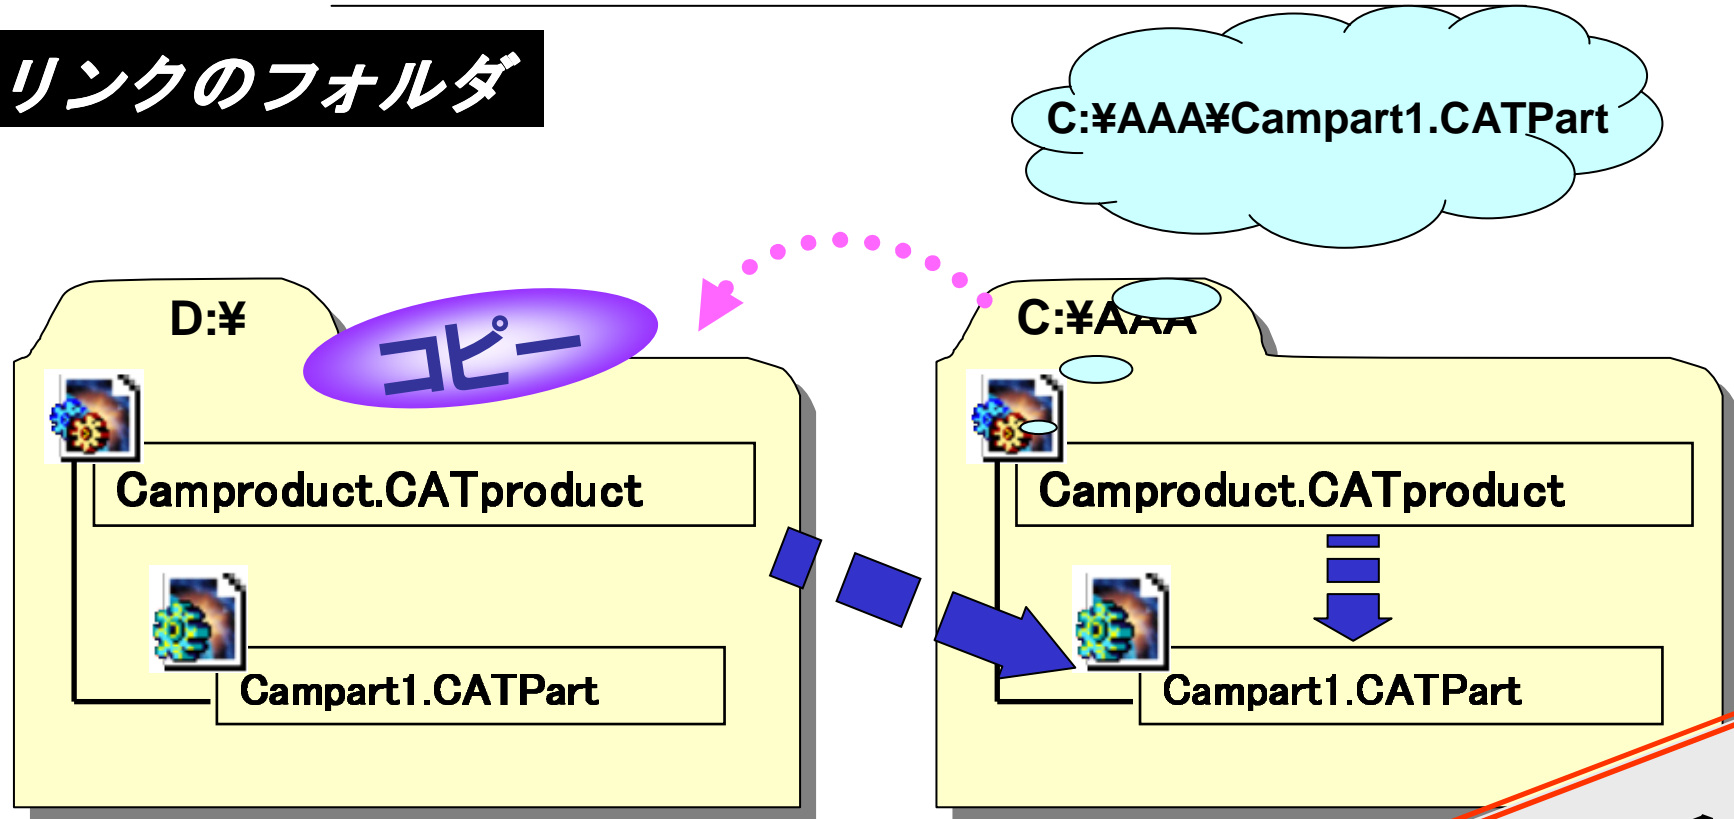 リンクのフォルダ
C:¥AAA¥Campart1.CATPart
D:¥
コピー
Camproduct.CATproduct
Campart1.CATPart
C:¥AAA
Camproduct.CATproduct
Campart1.CATPart